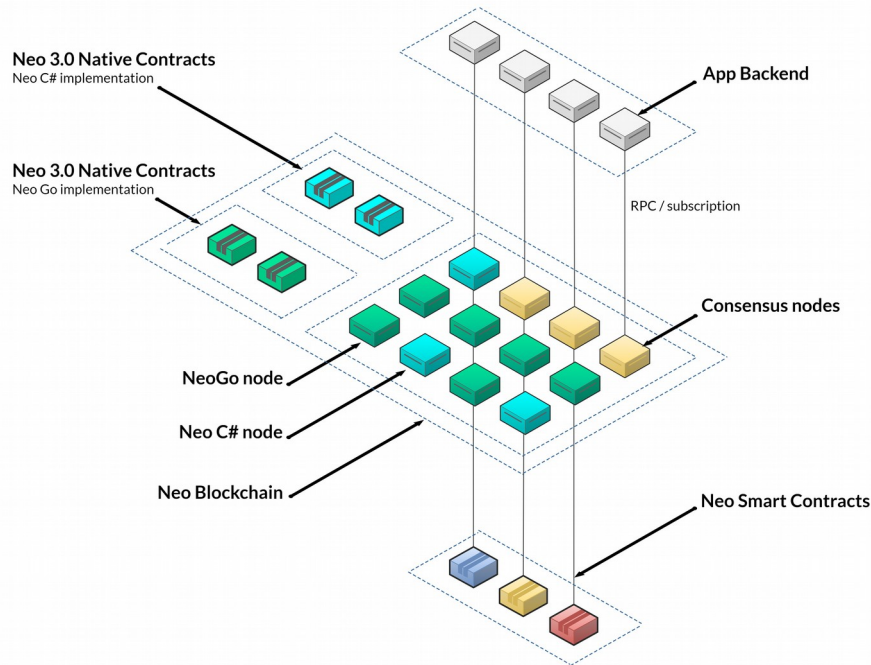 Neo 3.0 Native Contracts
Neo C# implementation
App Backend
Neo 3.0 Native Contracts
Neo Go implementation
RPC / subscription
Consensus nodes
NeoGo node
Neo C# node
Neo Blockchain
Neo Smart Contracts